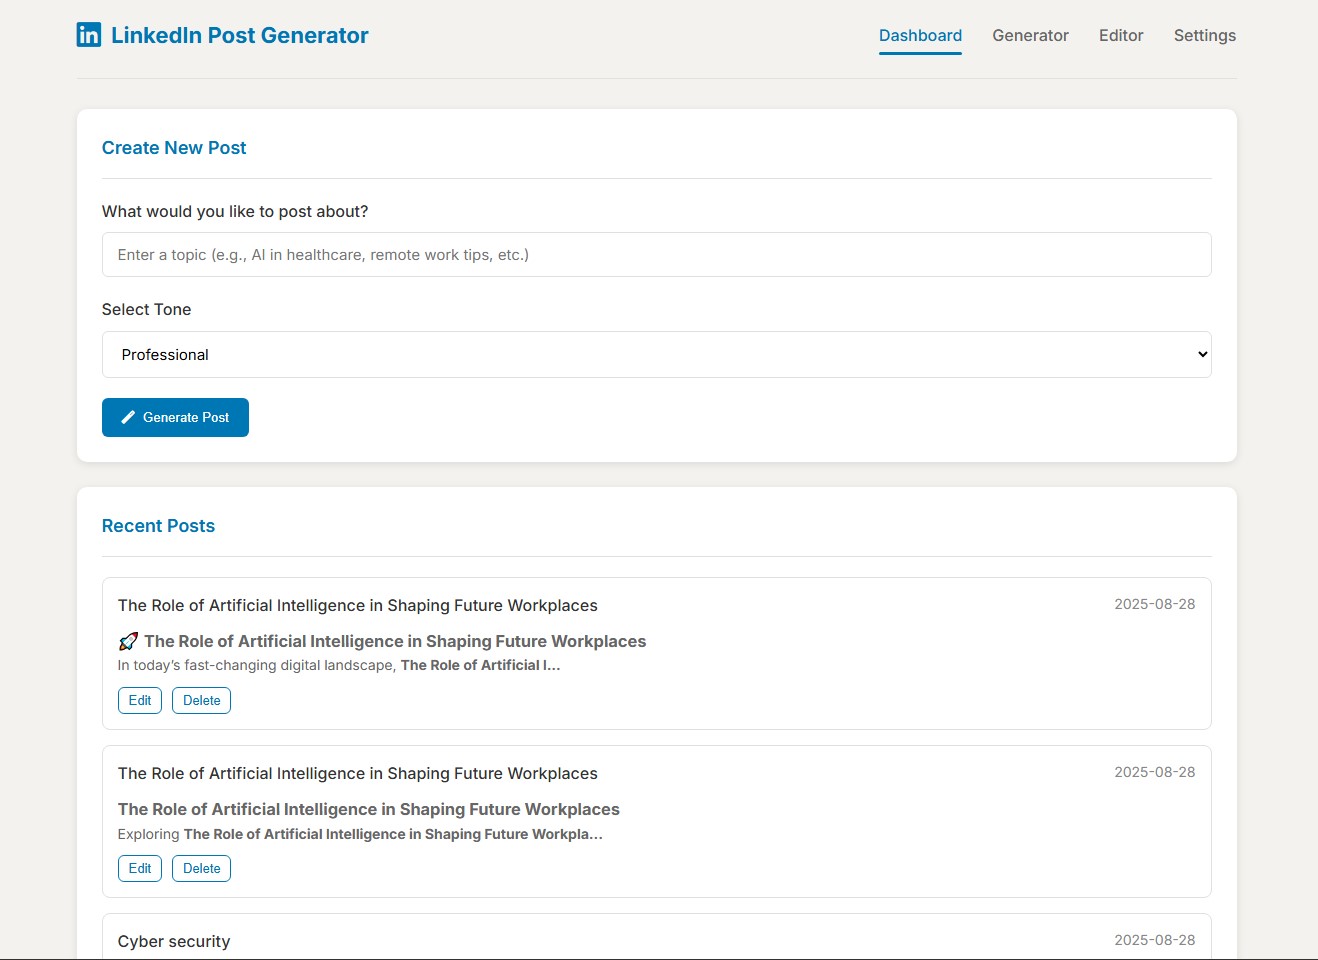 LinkedIn Post Generator
Dashboard Generator Editor Settings
Create New Post
What would you like to post about?
Enter a topic (e.g., AI in healthcare, remote work tips, etc.)
Select Tone
Professional
Generate Post
Recent Posts
The Role of Artificial Intelligence in Shaping Future Workplaces 2025-08-28
🚀 The Role of Artificial Intelligence in Shaping Future Workplaces
In today’s fast-changing digital landscape, The Role of Artificial I...
Edit Delete
The Role of Artificial Intelligence in Shaping Future Workplaces 2025-08-28
The Role of Artificial Intelligence in Shaping Future Workplaces
Exploring The Role of Artificial Intelligence in Shaping Future Workpla...
Edit Delete
Cyber security 2025-08-28